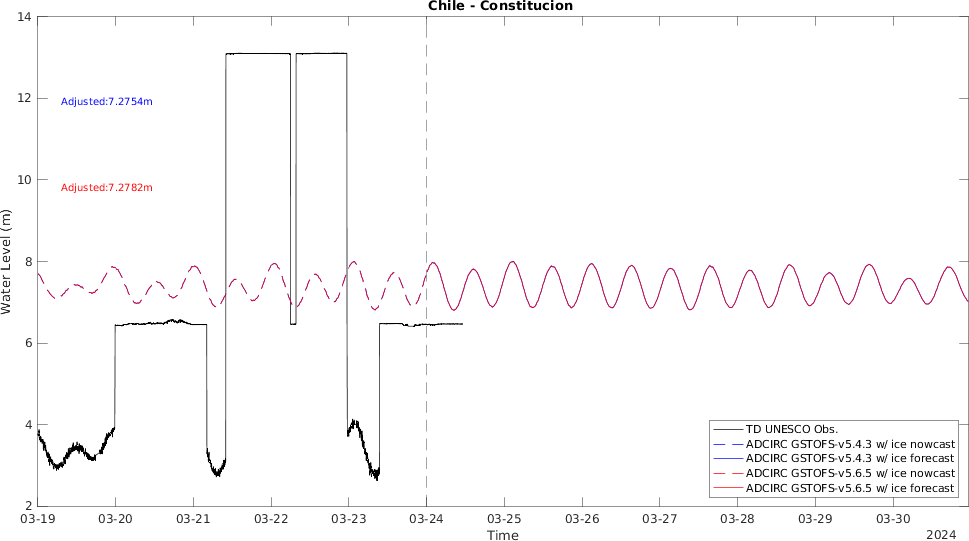 Chile - Constitucion
14
12
10
8
6
4
2
Water Level (m)
Adjusted:7.2754m
Adjusted:7.2782m
TD UNESCO Obs.
ADCIRC GSTOFS-v5.4.3 w/ ice nowcast
ADCIRC GSTOFS-v5.4.3 w/ ice forecast
ADCIRC GSTOFS-v5.6.5 w/ ice nowcast
ADCIRC GSTOFS-v5.6.5 w/ ice forecast
03-19 03-20 03-21 03-22 03-23 03-24 03-25 03-26 03-27 03-28 03-29 03-30
Time
2024